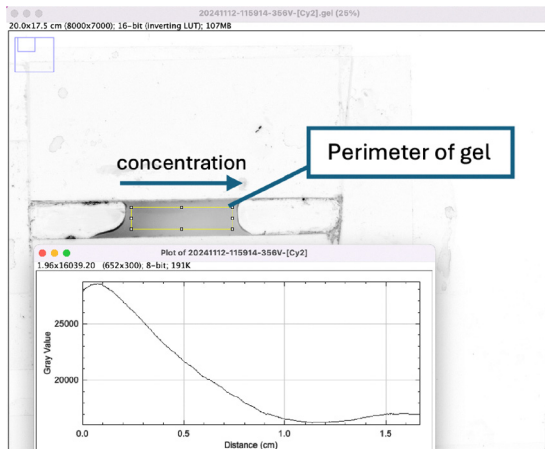 20241112-115914-356V-[Cy2].gel (25%)
20.0x17.5 cm (8000x7000); 16-bit (inverting LUT); 107MB
concentration
Perimeter of gel
Plot of 20241112-115914-356V-[Cy2]
1.96x16039.20 (652x300); 8-bit; 191K
25000
20000
Gray Value
0.0 0.5 1.0 1.5
Distance (cm)